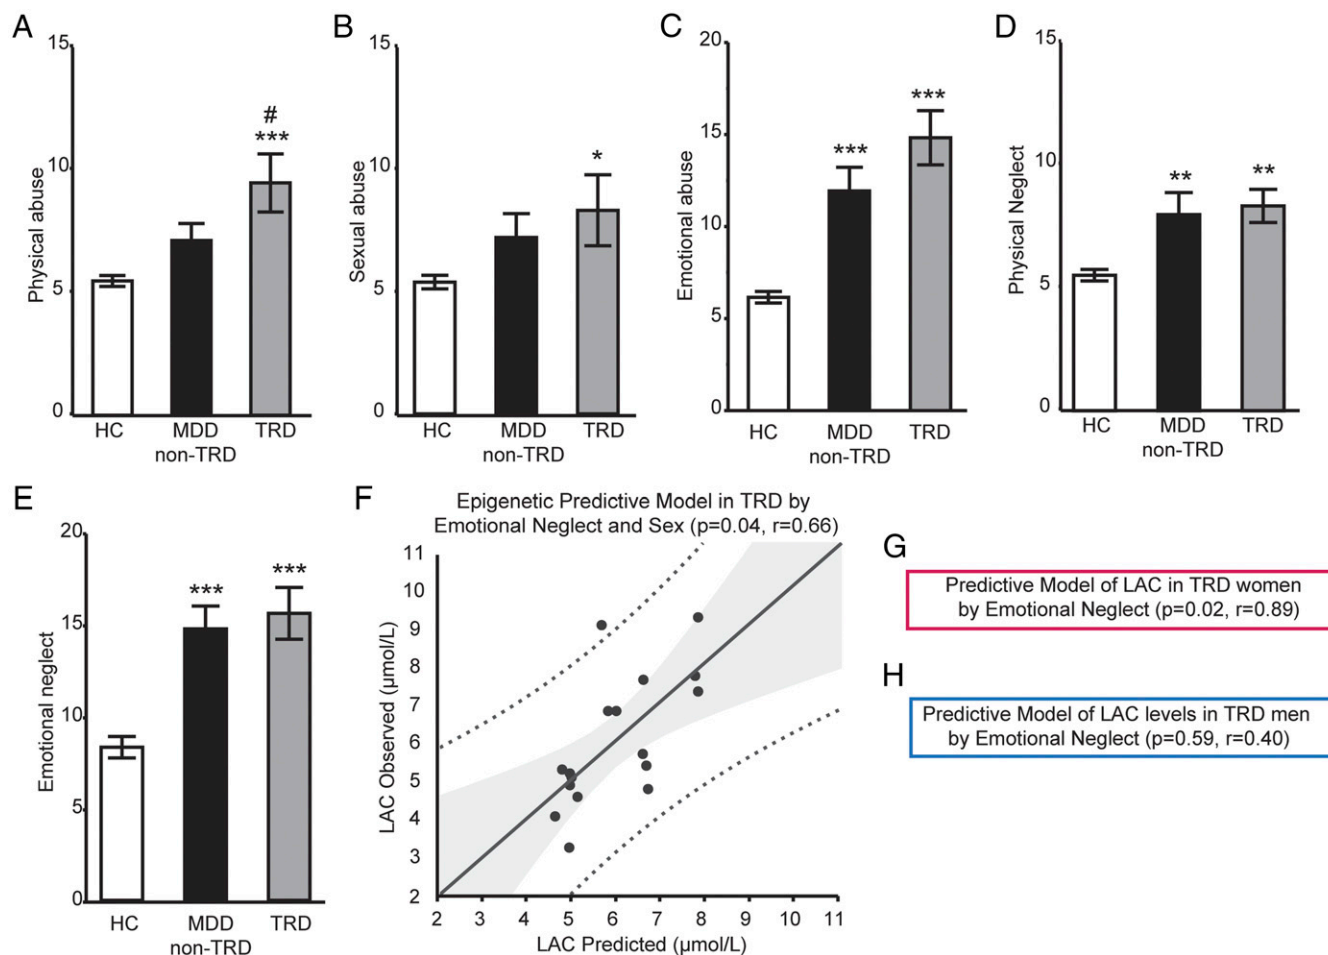 A
15
10
5
0
Physical abuse
#
***
HC
MDD
non-TRD
TRD
B
15
10
5
0
Sexual abuse
*
HC
MDD
non-TRD
TRD
C
20
15
10
5
0
Emotional abuse
***
***
HC
MDD
non-TRD
TRD
D
15
10
5
0
Physical Neglect
**
**
HC
MDD
non-TRD
TRD
E
20
15
10
5
0
Emotional neglect
***
***
HC
MDD
non-TRD
TRD
F
Epigenetic Predictive Model in TRD by
Emotional Neglect and Sex (p=0.04, r=0.66)
11
10
9
8
7
6
5
4
3
2
LAC Observed (µmol/L)
2 3 4 5 6 7 8 9 10 11
LAC Predicted (µmol/L)
G
Predictive Model of LAC in TRD women
by Emotional Neglect (p=0.02, r=0.89)
H
Predictive Model of LAC levels in TRD men
by Emotional Neglect (p=0.59, r=0.40)